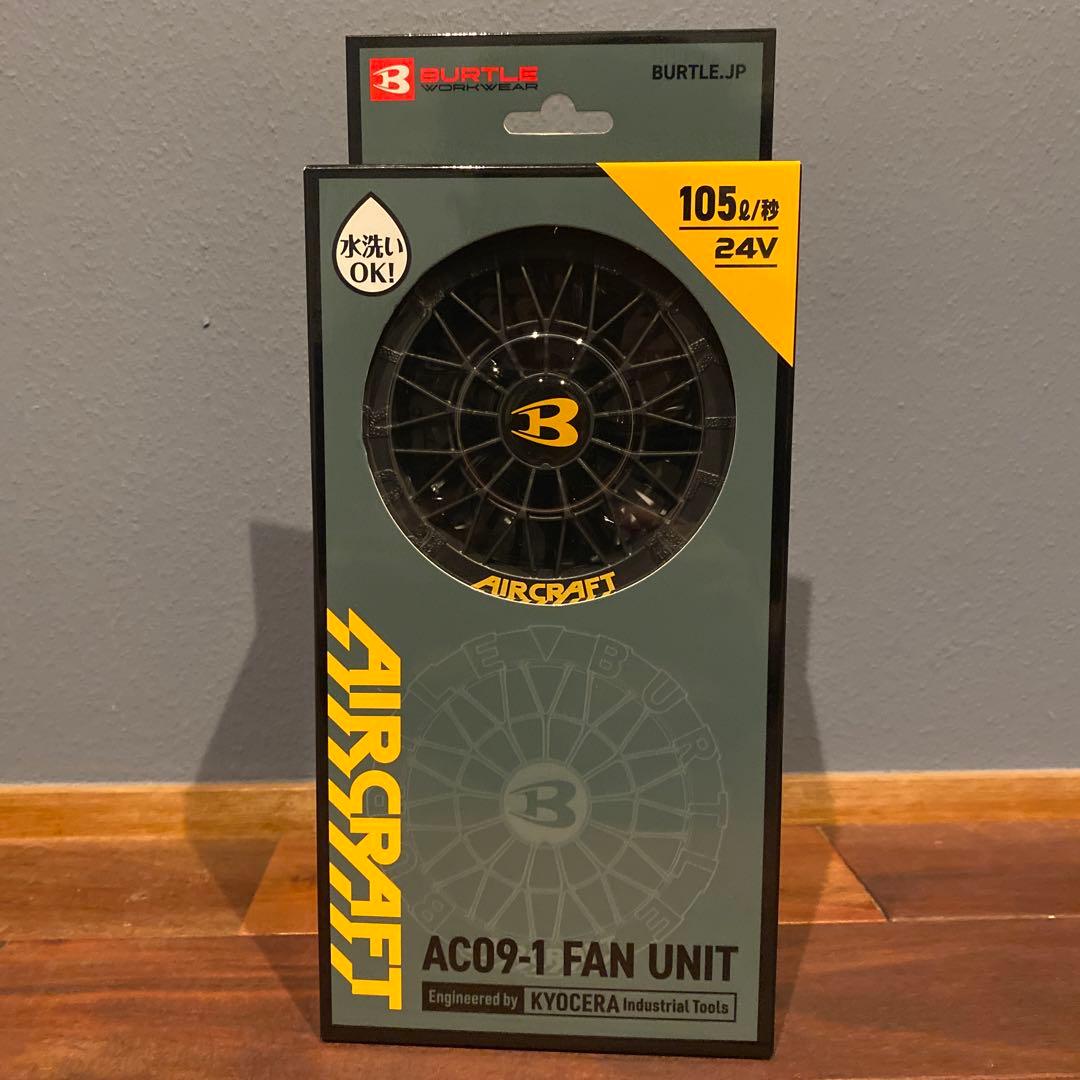 B BURTLE
WORKWEAR
BURTLE.JP
105ℓ/秒
24V
水洗い
OK!
B
AIRCRAFT
AIRCRAFT
BURTLE
B
AC09-1 FAN UNIT
Engineered by KYOCERA Industrial Tools